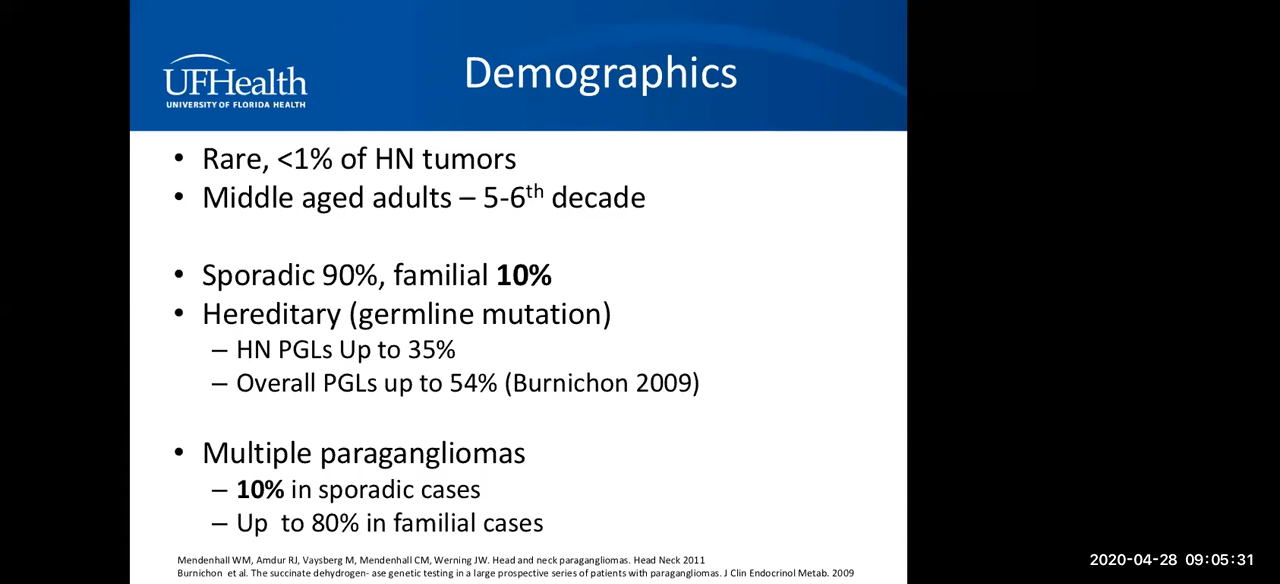 UFHealth
UNIVERSITY OF FLORIDA HEALTH
Demographics
• Rare, <1% of HN tumors
• Middle aged adults – 5-6th decade
• Sporadic 90%, familial 10%
• Hereditary (germline mutation)
– HN PGLs Up to 35%
– Overall PGLs up to 54% (Burnichon 2009)
• Multiple paragangliomas
– 10% in sporadic cases
– Up  to 80% in familial cases
Mendenhall WM, Amdur RJ, Vaysberg M, Mendenhall CM, Werning JW. Head and neck paragangliomas. Head Neck 2011
Burnichon  et al. The succinate dehydrogen- ase genetic testing in a large prospective series of patients with paragangliomas. J Clin Endocrinol Metab. 2009
2020-04-28 09:05:31